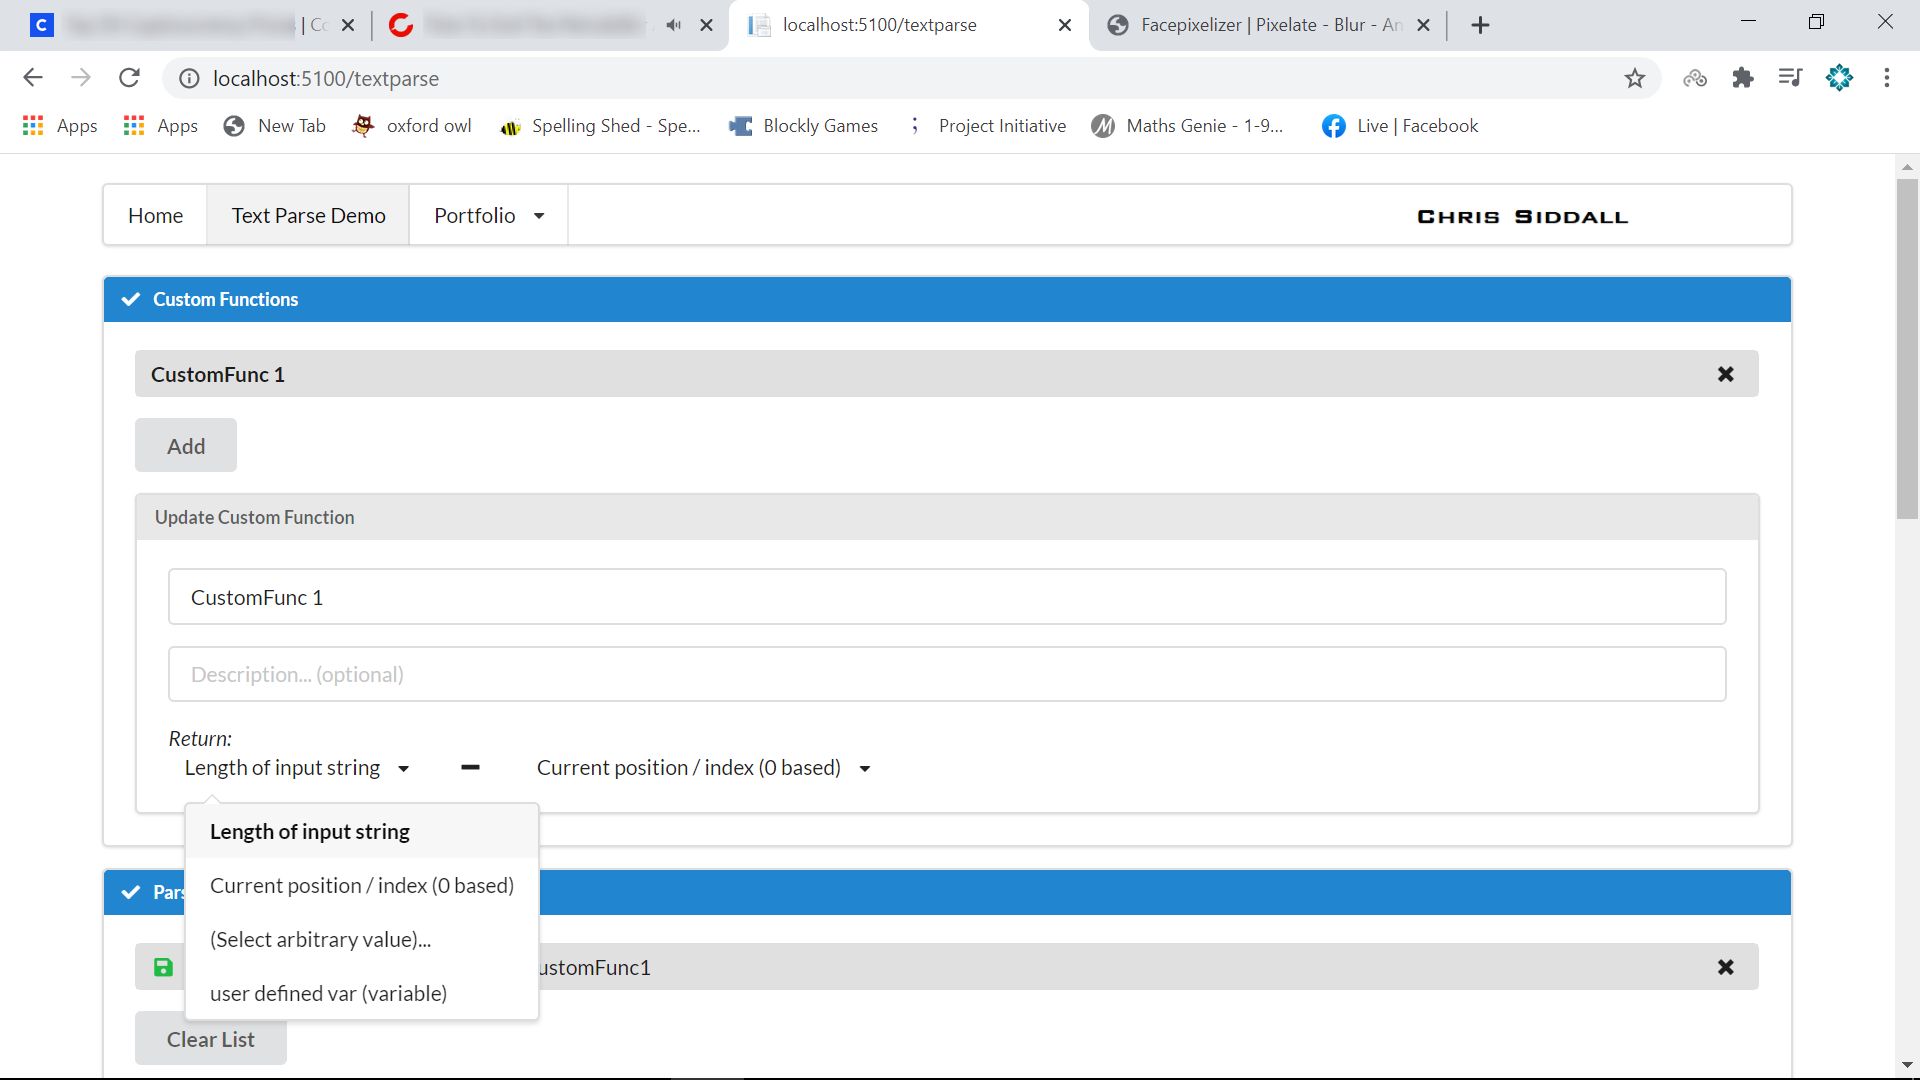 | Co
localhost:5100/textparse
Facepixelizer | Pixelate - Blur - An
localhost:5100/textparse
Apps
Apps
New Tab
oxford owl
Spelling Shed - Spe...
Blockly Games
Project Initiative
Maths Genie - 1-9...
Live | Facebook
Home
Text Parse Demo
Portfolio
CHRIS SIDDALL
Custom Functions
CustomFunc 1
Add
Update Custom Function
CustomFunc 1
Description... (optional)
Return:
Length of input string
Current position / index (0 based)
Length of input string
Current position / index (0 based)
Pars
(Select arbitrary value)...
ustomFunc1
user defined var (variable)
Clear List